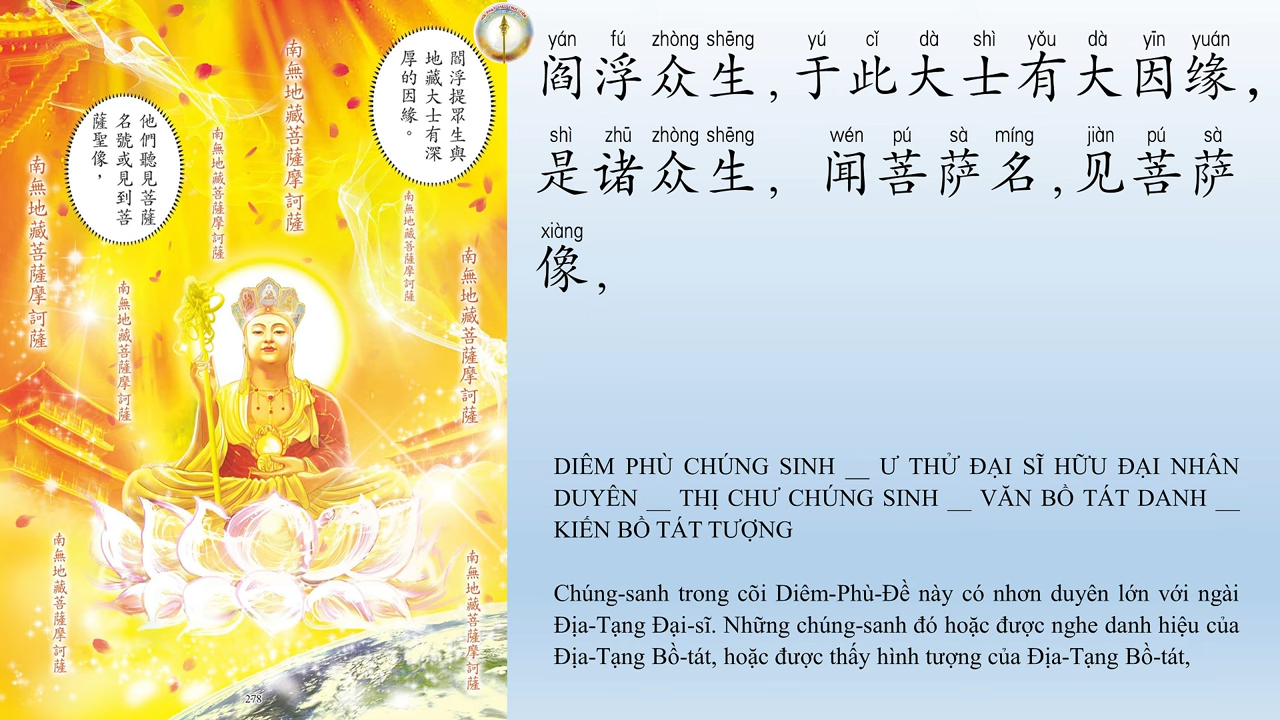 閻浮提眾生與
地藏大士有深
厚的因緣。
他們聽見菩薩
名號或見到菩
薩聖像，
南無地藏菩薩摩訶薩
南無地藏菩薩摩訶薩
南無地藏菩薩摩訶薩
南無地藏菩薩摩訶薩
南無地藏菩薩摩訶薩
南無地藏菩薩摩訶薩
南無地藏菩薩摩訶薩
南無地藏菩薩摩訶薩
278
yán fú zhòng shēng yú cǐ dà shì yǒu dà yīn yuán
阎浮众生，于此大士有大因缘，
shì zhū zhòng shēng wén pú sà míng jiàn pú sà
是诸众生，闻菩萨名，见菩萨
xiàng
像，
DIÊM PHÙ CHÚNG SINH __ Ư THỬ ĐẠI SĨ HỮU ĐẠI NHÂN
DUYÊN __ THỊ CHƯ CHÚNG SINH __ VĂN BỒ TÁT DANH __
KIẾN BỒ TÁT TƯỢNG
Chúng-sanh trong cõi Diêm-Phù-Đề này có nhơn duyên lớn với ngài
Địa-Tạng Đại-sĩ. Những chúng-sanh đó hoặc được nghe danh hiệu của
Địa-Tạng Bồ-tát, hoặc được thấy hình tượng của Địa-Tạng Bồ-tát